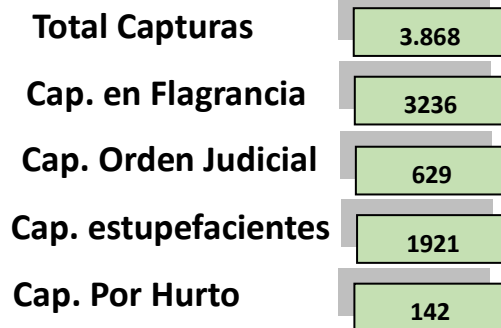 Total Capturas 3.868
Cap. en Flagrancia 3236
Cap. Orden Judicial 629
Cap. estupefacientes 1921
Cap. Por Hurto 142